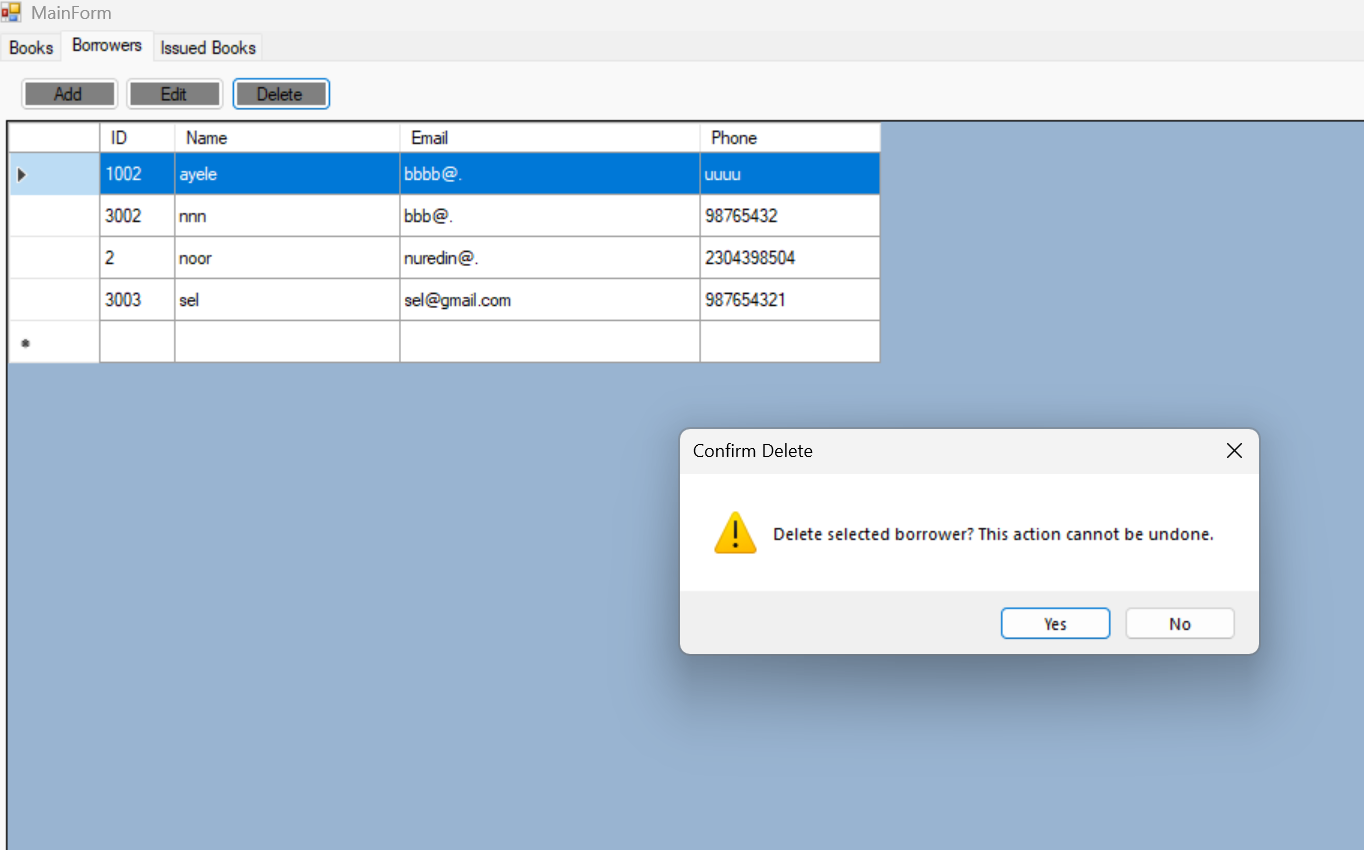 MainForm
Books Borrowers Issued Books
Add Edit Delete
ID Name Email Phone
1002 ayele bbbb@. uuuu
3002 nnn bbb@. 98765432
2 noor nuredin@. 2304398504
3003 sel sel@gmail.com 987654321
Confirm Delete
Delete selected borrower? This action cannot be undone.
Yes No